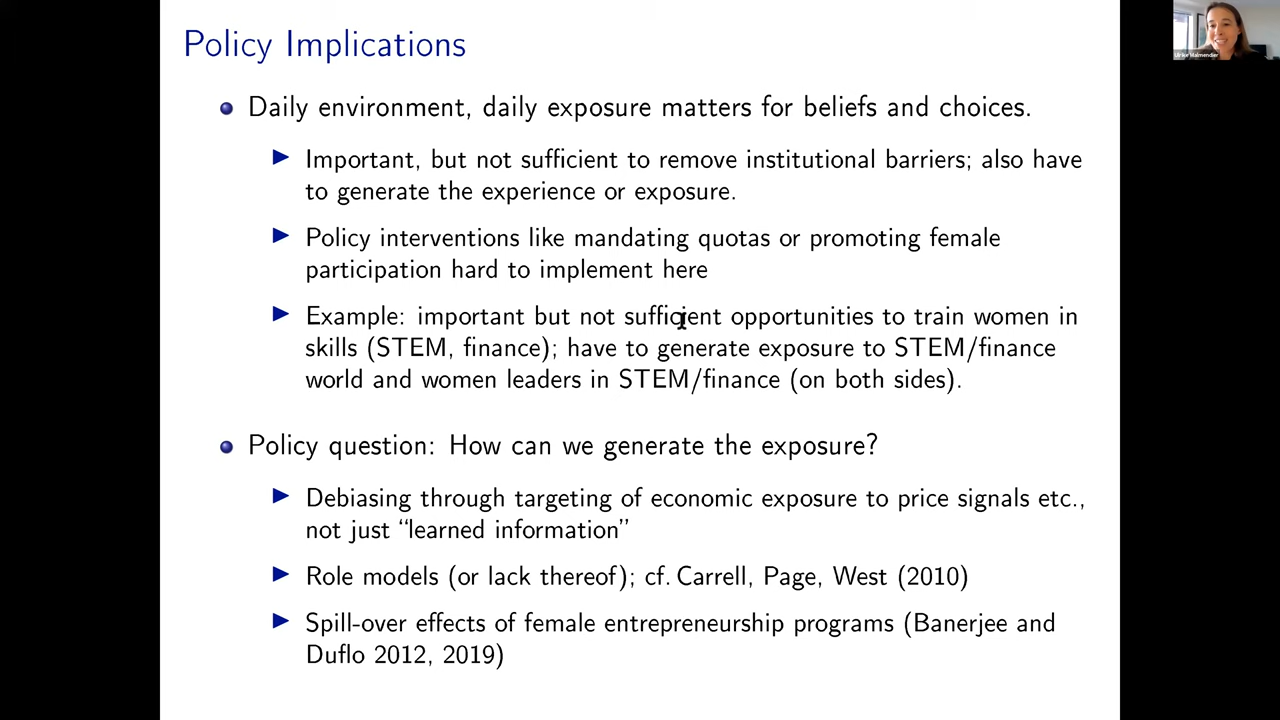 Policy Implications
Ulrike Malmendier
Daily environment, daily exposure matters for beliefs and choices.
Important, but not sufficient to remove institutional barriers; also have
to generate the experience or exposure.
Policy interventions like mandating quotas or promoting female
participation hard to implement here
Example: important but not sufficient opportunities to train women in
skills (STEM, finance); have to generate exposure to STEM/finance
world and women leaders in STEM/finance (on both sides).
Policy question: How can we generate the exposure?
Debiasing through targeting of economic exposure to price signals etc.,
not just “learned information”
Role models (or lack thereof); cf. Carrell, Page, West (2010)
Spill-over effects of female entrepreneurship programs (Banerjee and
Duflo 2012, 2019)